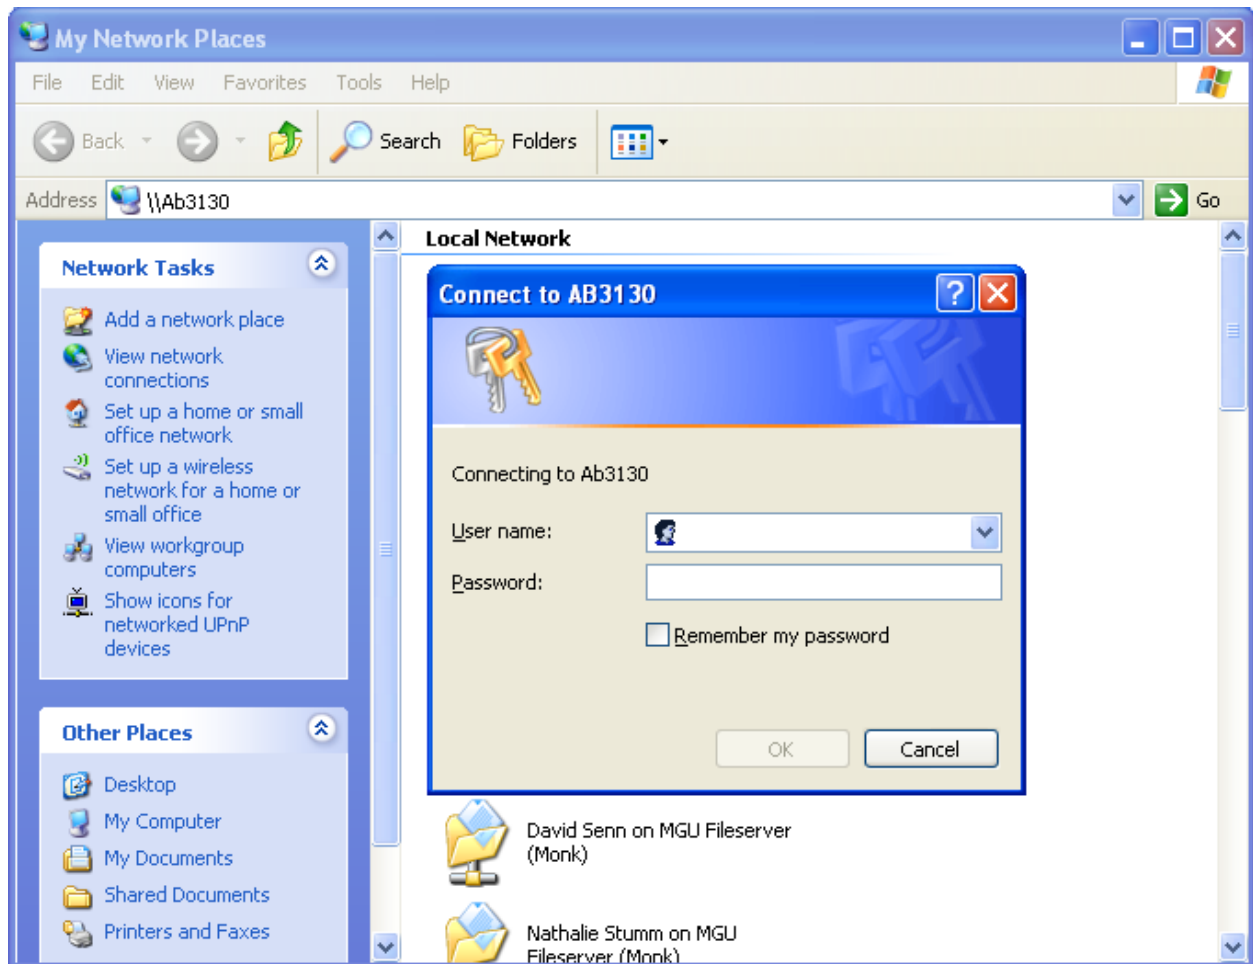 My Network Places
File Edit View Favorites Tools Help
Back Search Folders
Address \\Ab3130 Go
Network Tasks
Add a network place
View network
connections
Set up a home or small
office network
Set up a wireless
network for a home or
small office
View workgroup
computers
Show icons for
networked UPnP
devices
Other Places
Desktop
My Computer
My Documents
Shared Documents
Printers and Faxes
Local Network
Connect to AB3130
Connecting to Ab3130
User name:
Password:
Remember my password
OK Cancel
David Senn on MGU Fileserver
(Monk)
Nathalie Stumm on MGU
Fileserver (Monk)